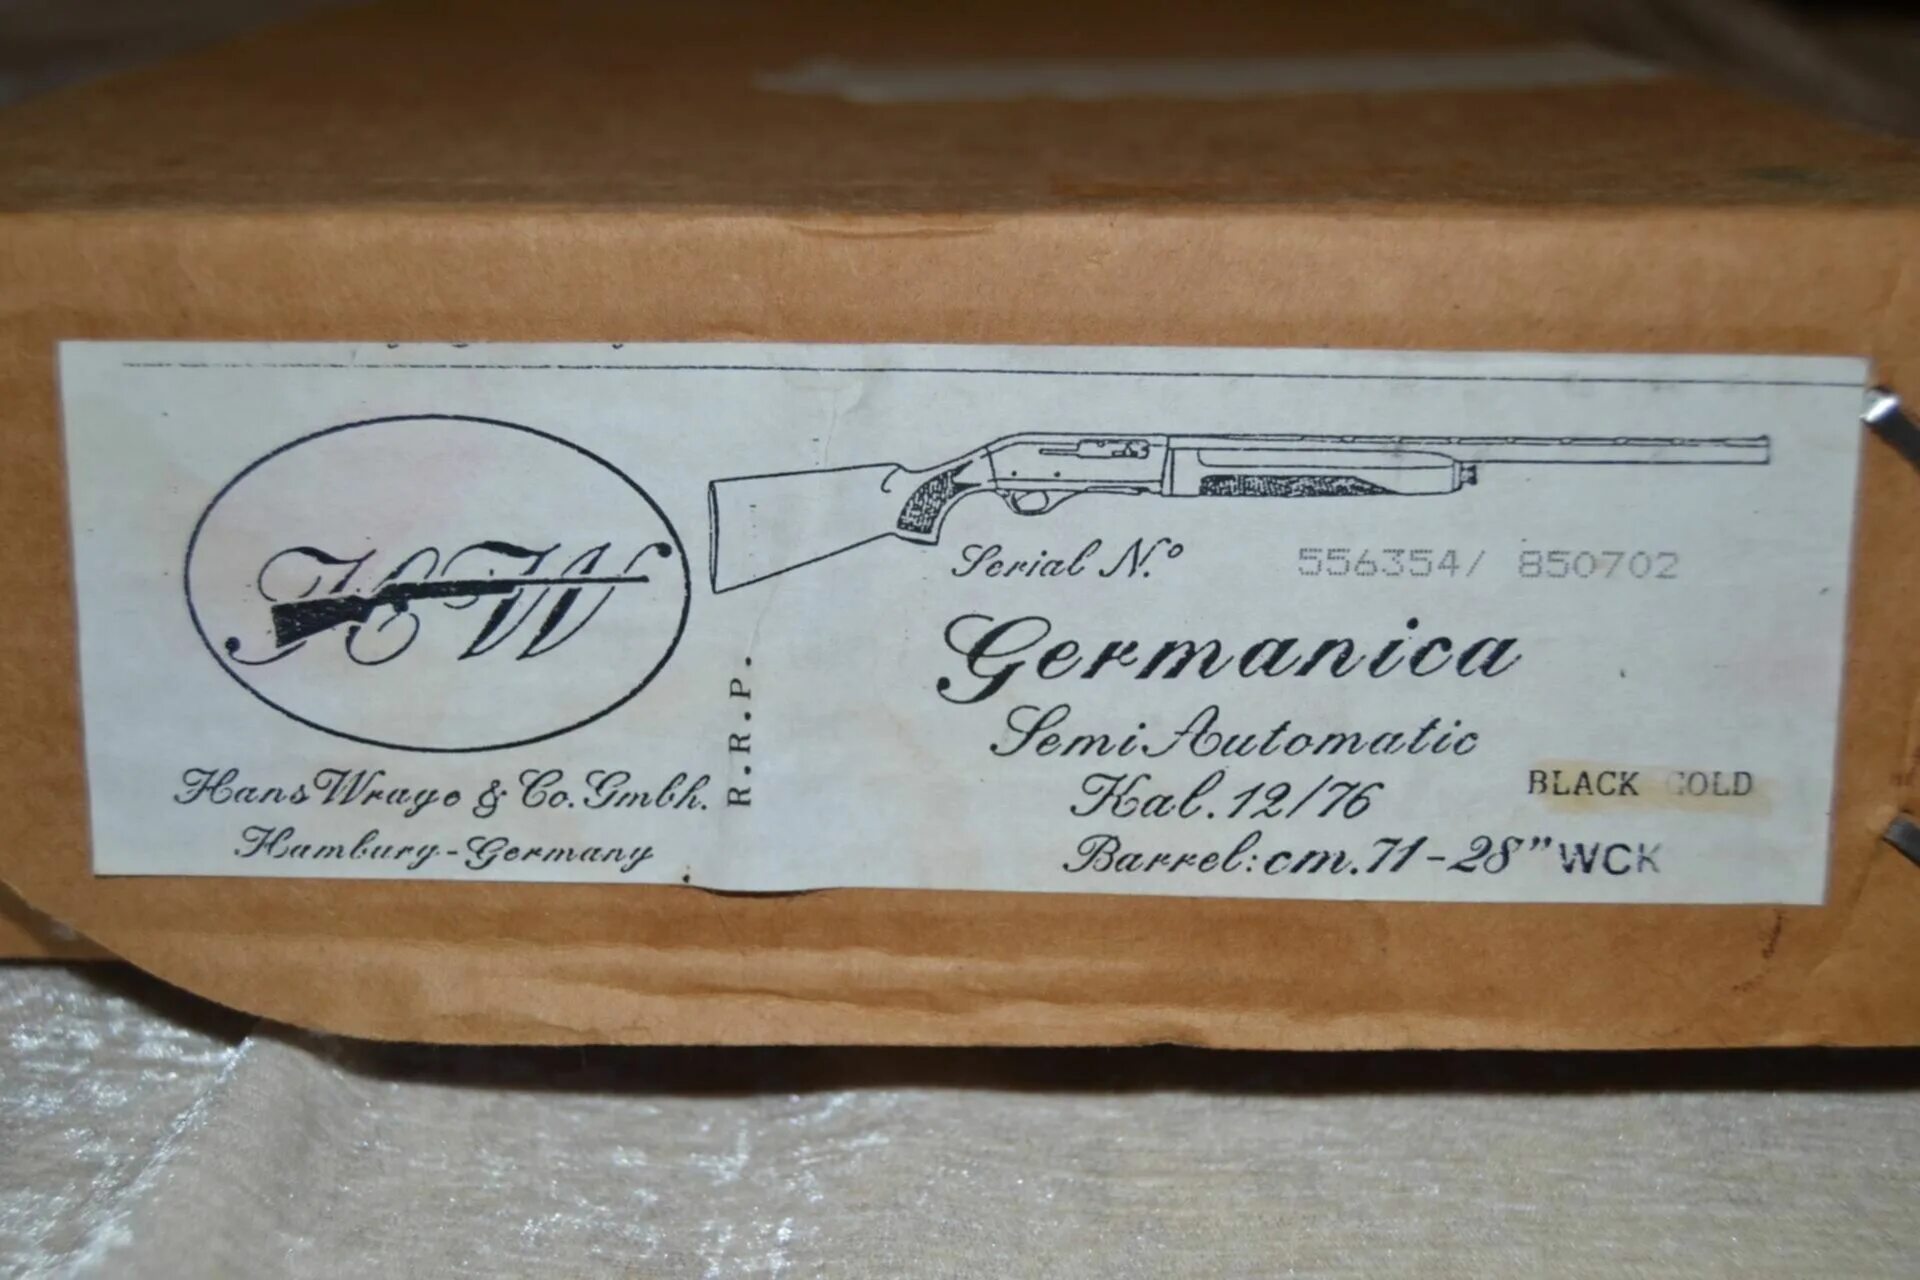 HW
Hans Wrage & Co. Gmbh.
Hamburg - Germany
R.R.P.
Serial N.º 556354/ 850702
Germanica
Semi Automatic
Kal. 12/76
BLACK GOLD
Barrel: cm. 71 - 28" WCK